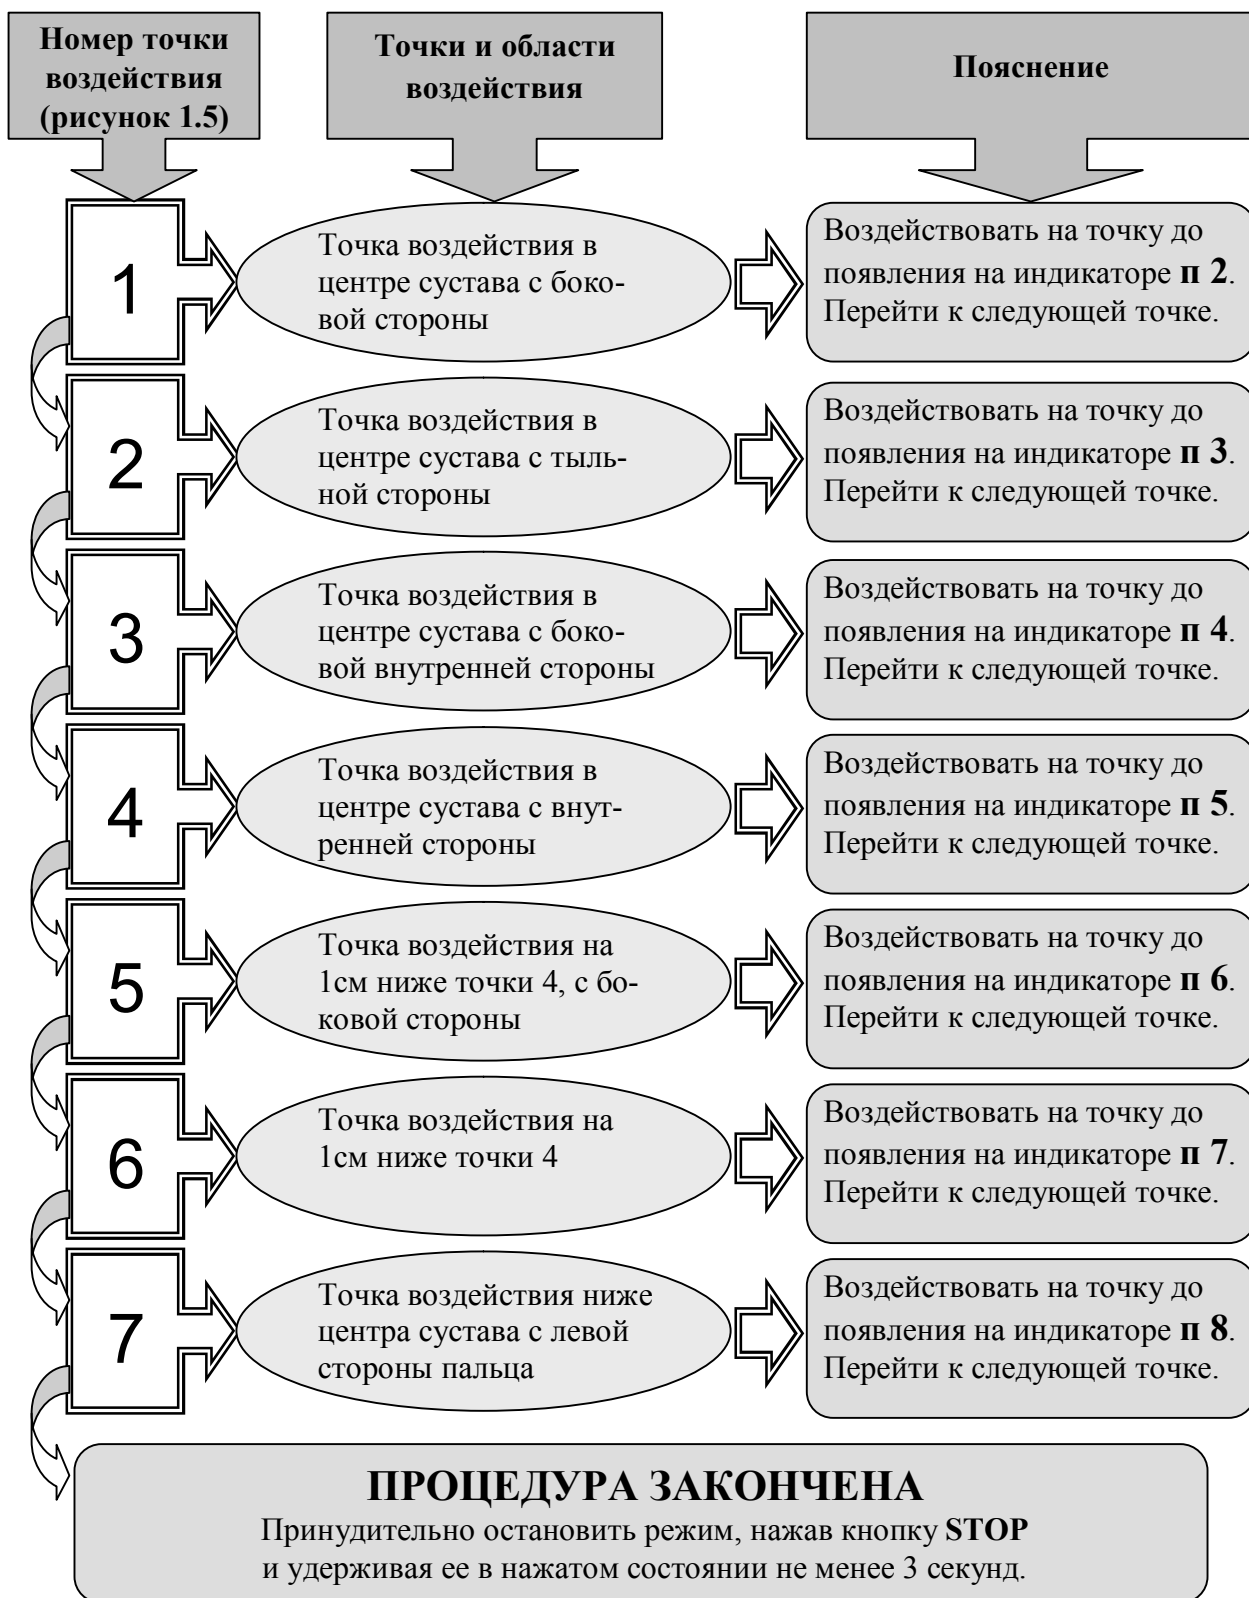 Номер точки
воздействия
(рисунок 1.5)
Точки и области
воздействия
Пояснение
1
Точка воздействия в
центре сустава с боко-
вой стороны
Воздействовать на точку до
появления на индикаторе п 2.
Перейти к следующей точке.
2
Точка воздействия в
центре сустава с тыль-
ной стороны
Воздействовать на точку до
появления на индикаторе п 3.
Перейти к следующей точке.
3
Точка воздействия в
центре сустава с боко-
вой внутренней стороны
Воздействовать на точку до
появления на индикаторе п 4.
Перейти к следующей точке.
4
Точка воздействия в
центре сустава с внут-
ренней стороны
Воздействовать на точку до
появления на индикаторе п 5.
Перейти к следующей точке.
5
Точка воздействия на
1см ниже точки 4, с бо-
ковой стороны
Воздействовать на точку до
появления на индикаторе п 6.
Перейти к следующей точке.
6
Точка воздействия на
1см ниже точки 4
Воздействовать на точку до
появления на индикаторе п 7.
Перейти к следующей точке.
7
Точка воздействия ниже
центра сустава с левой
стороны пальца
Воздействовать на точку до
появления на индикаторе п 8.
Перейти к следующей точке.
ПРОЦЕДУРА ЗАКОНЧЕНА
Принудительно остановить режим, нажав кнопку STOP
и удерживая ее в нажатом состоянии не менее 3 секунд.